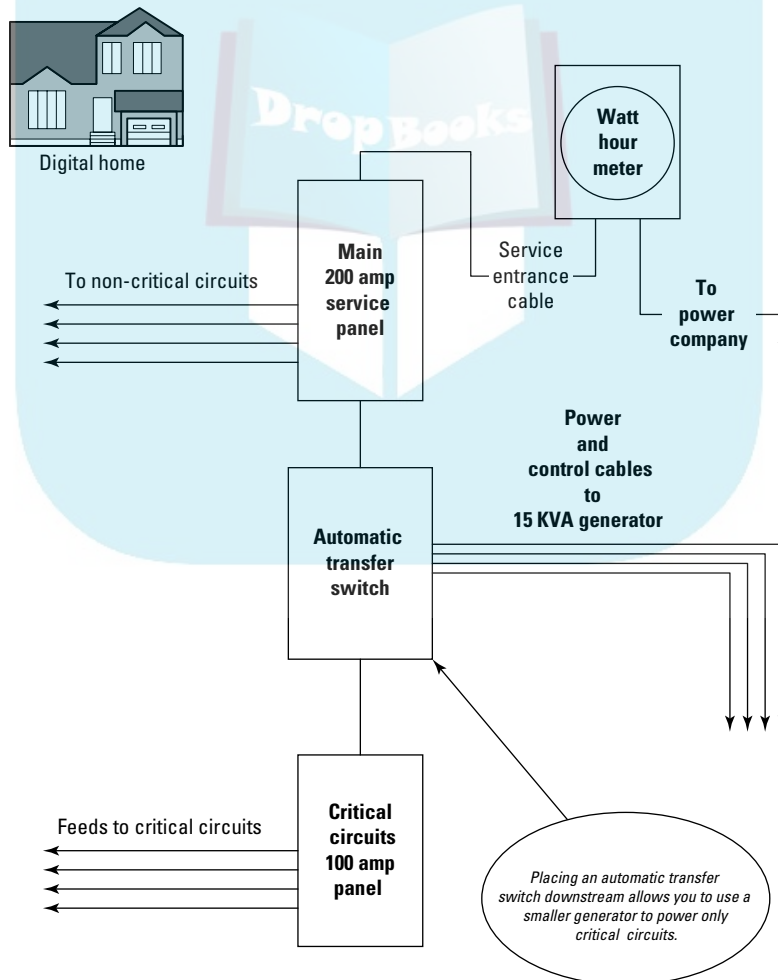 Drop Books
Digital home
Watt
hour
meter
Main
200 amp
service
panel
To non-critical circuits
Service
entrance
cable
To
power
company
Power
and
control cables
to
15 KVA generator
Automatic
transfer
switch
Critical
circuits
100 amp
panel
Feeds to critical circuits
Placing an automatic transfer
switch downstream allows you to use a
smaller generator to power only
critical circuits.